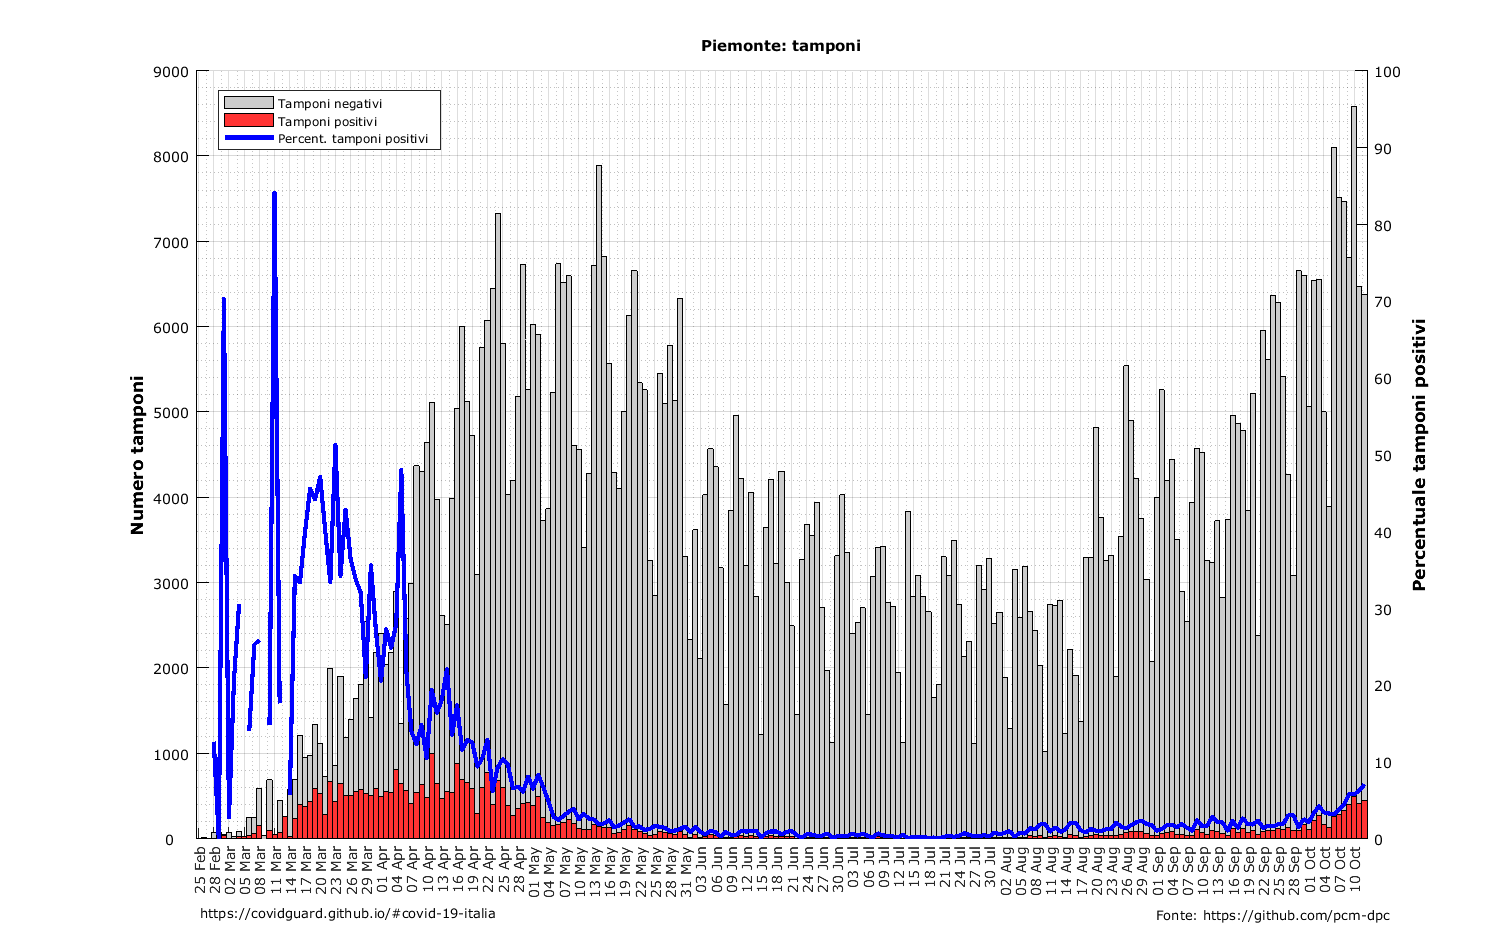 Piemonte: tamponi
Tamponi negativi
Tamponi positivi
Percent. tamponi positivi
Numero tamponi
9000
8000
7000
6000
5000
4000
3000
2000
1000
0
100
90
80
70
60
50
40
30
20
10
0
Percentuale tamponi positivi
25 Feb
28 Feb
02 Mar
05 Mar
08 Mar
11 Mar
14 Mar
17 Mar
20 Mar
23 Mar
26 Mar
29 Mar
01 Apr
04 Apr
07 Apr
10 Apr
13 Apr
16 Apr
19 Apr
22 Apr
25 Apr
28 Apr
01 May
04 May
07 May
10 May
13 May
16 May
19 May
22 May
25 May
28 May
31 May
03 Jun
06 Jun
09 Jun
12 Jun
15 Jun
18 Jun
21 Jun
24 Jun
27 Jun
30 Jun
03 Jul
06 Jul
09 Jul
12 Jul
15 Jul
18 Jul
21 Jul
24 Jul
27 Jul
30 Jul
02 Aug
05 Aug
08 Aug
11 Aug
14 Aug
17 Aug
20 Aug
23 Aug
26 Aug
29 Aug
01 Sep
04 Sep
07 Sep
10 Sep
13 Sep
16 Sep
19 Sep
22 Sep
25 Sep
28 Sep
01 Oct
04 Oct
07 Oct
10 Oct
https://covidguard.github.io/#covid-19-italia
Fonte: https://github.com/pcm-dpc